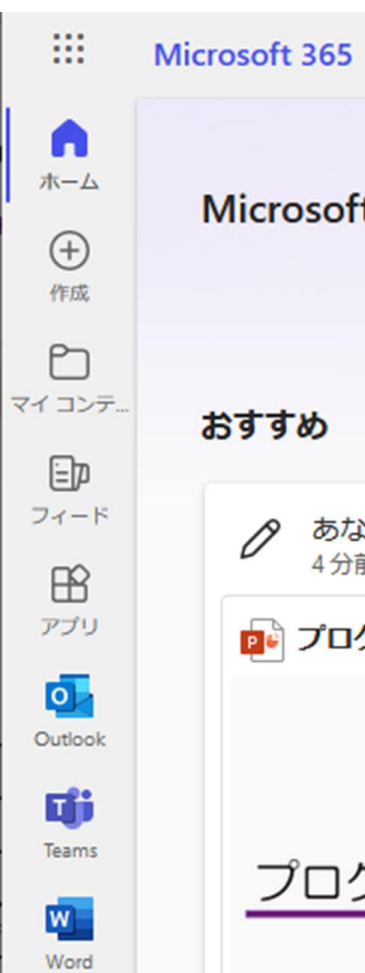 Microsoft 365
ホーム
作成
マイ コンテ...
フィード
アプリ
Outlook
Teams
Word
Microsoft
おすすめ
あな
4 分前
プログ
プログ